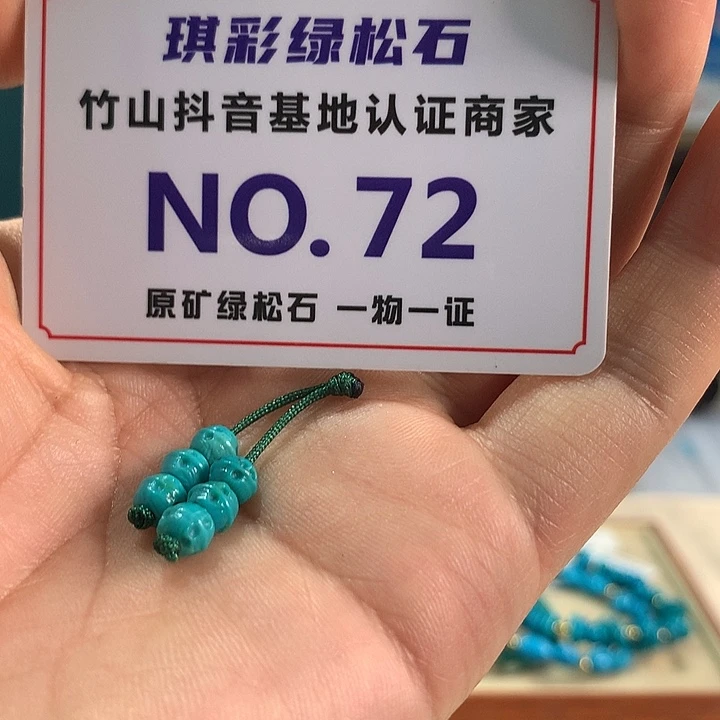 琪彩绿松石
竹山抖音基地认证商家
NO.72
原矿绿松石 一物一证